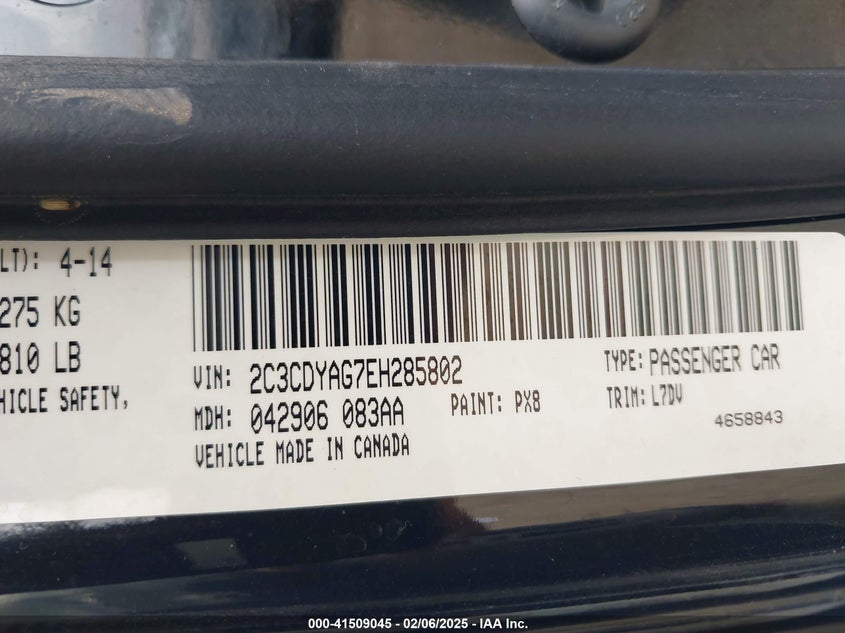 LT): 4-14
275 KG
810 LB
HICLE SAFETY,
VIN: 2C3CDYAG7EH285802
TYPE: PASSENGER CAR
MDH: 042906 083AA
PAINT: PX8
TRIM: L7DV
VEHICLE MADE IN CANADA
4658843
000-41509045 - 02/06/2025 - IAA Inc.